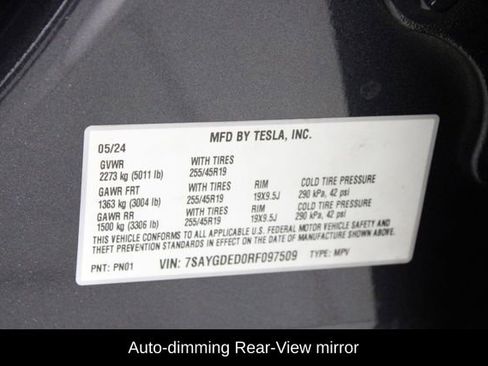 MFD BY TESLA, INC.
05/24
GVWR WITH TIRES
2273 kg (5011 lb) 255/45R19
GAWR FRT WITH TIRES RIM COLD TIRE PRESSURE
1363 kg (3004 lb) 255/45R19 19X9.5J 290 kPa, 42 psi
GAWR RR WITH TIRES RIM COLD TIRE PRESSURE
1500 kg (3306 lb) 255/45R19 19X9.5J 290 kPa, 42 psi
THIS VEHICLE CONFORMS TO ALL APPLICABLE U.S. FEDERAL MOTOR VEHICLE SAFETY AND
THEFT PREVENTION STANDARDS IN EFFECT ON THE DATE OF MANUFACTURE SHOWN ABOVE.
PNT: PN01 VIN: 7SAYGDED0RF097509 TYPE: MPV
Auto-dimming Rear-View mirror